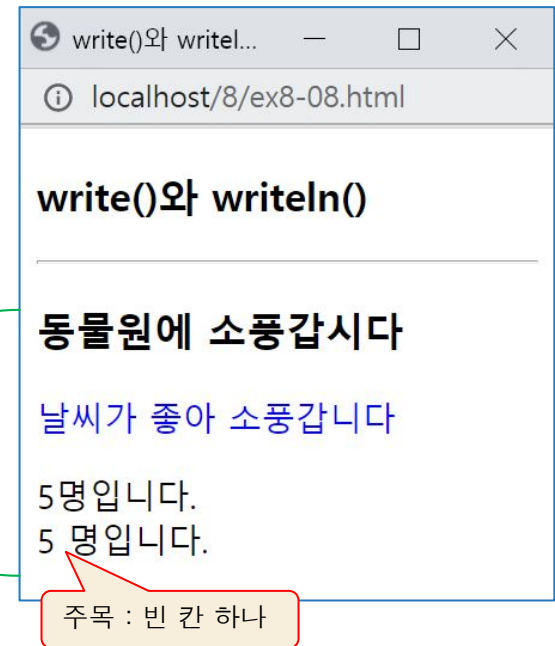 write()와 writel...
localhost/8/ex8-08.html
write()와 writeln()
동물원에 소풍갑시다
날씨가 좋아 소풍갑니다
5명입니다.
5 명입니다.
주목 : 빈 칸 하나